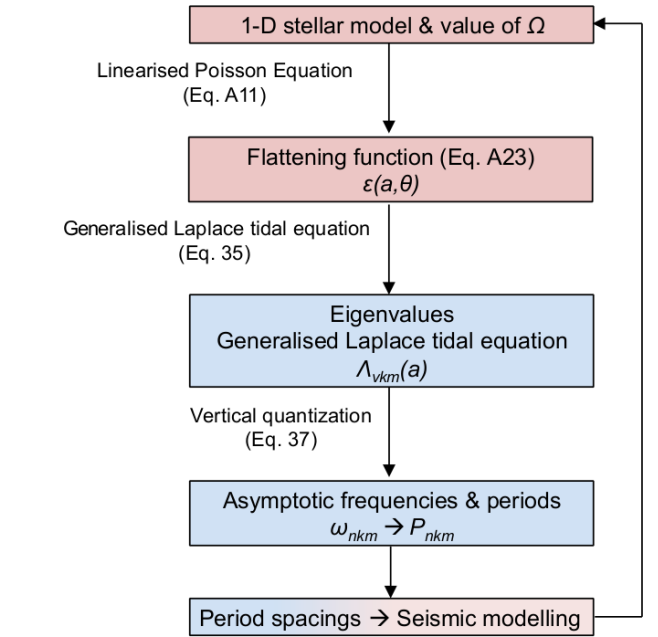 1-D stellar model & value of Ω
Linearised Poisson Equation
(Eq. A11)
Flattening function (Eq. A23)
ε(a,θ)
Generalised Laplace tidal equation
(Eq. 35)
Eigenvalues
Generalised Laplace tidal equation
Λνkm(a)
Vertical quantization
(Eq. 37)
Asymptotic frequencies & periods
ωnkm → Pnkm
Period spacings → Seismic modelling